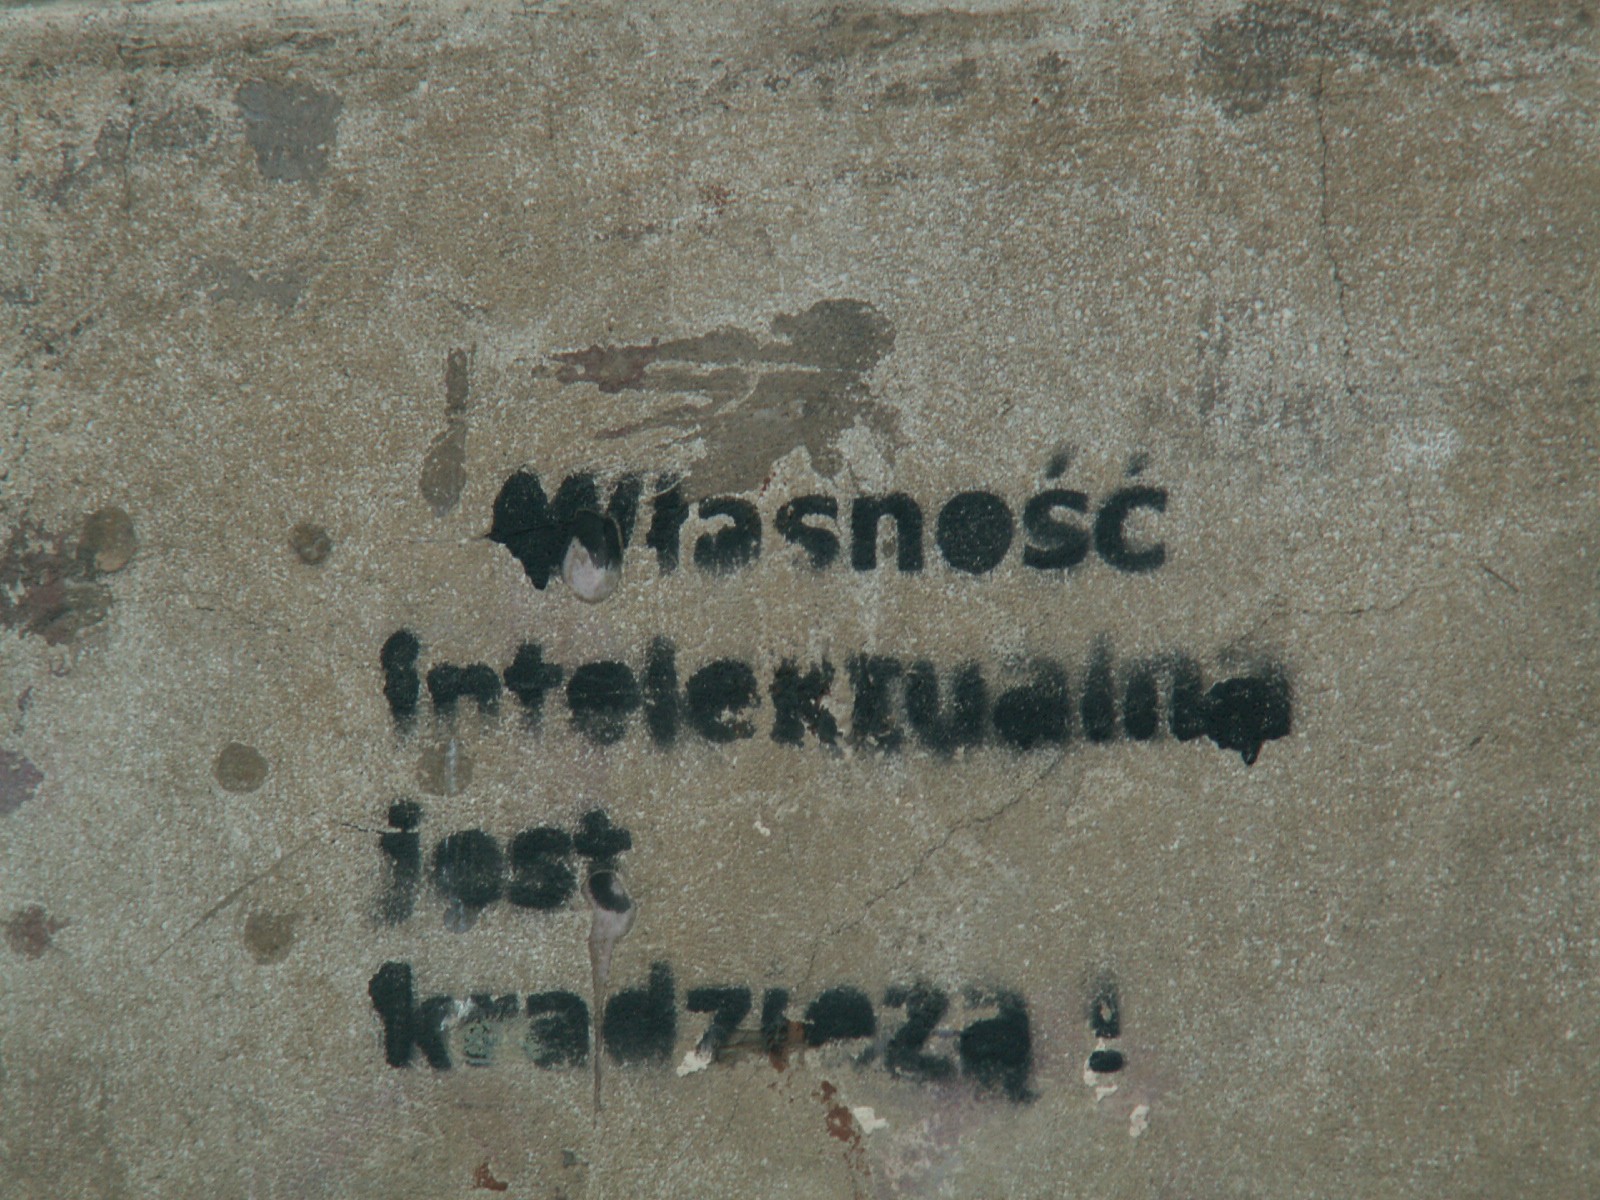 Własność
intelektualna
jest
kradzieżą !